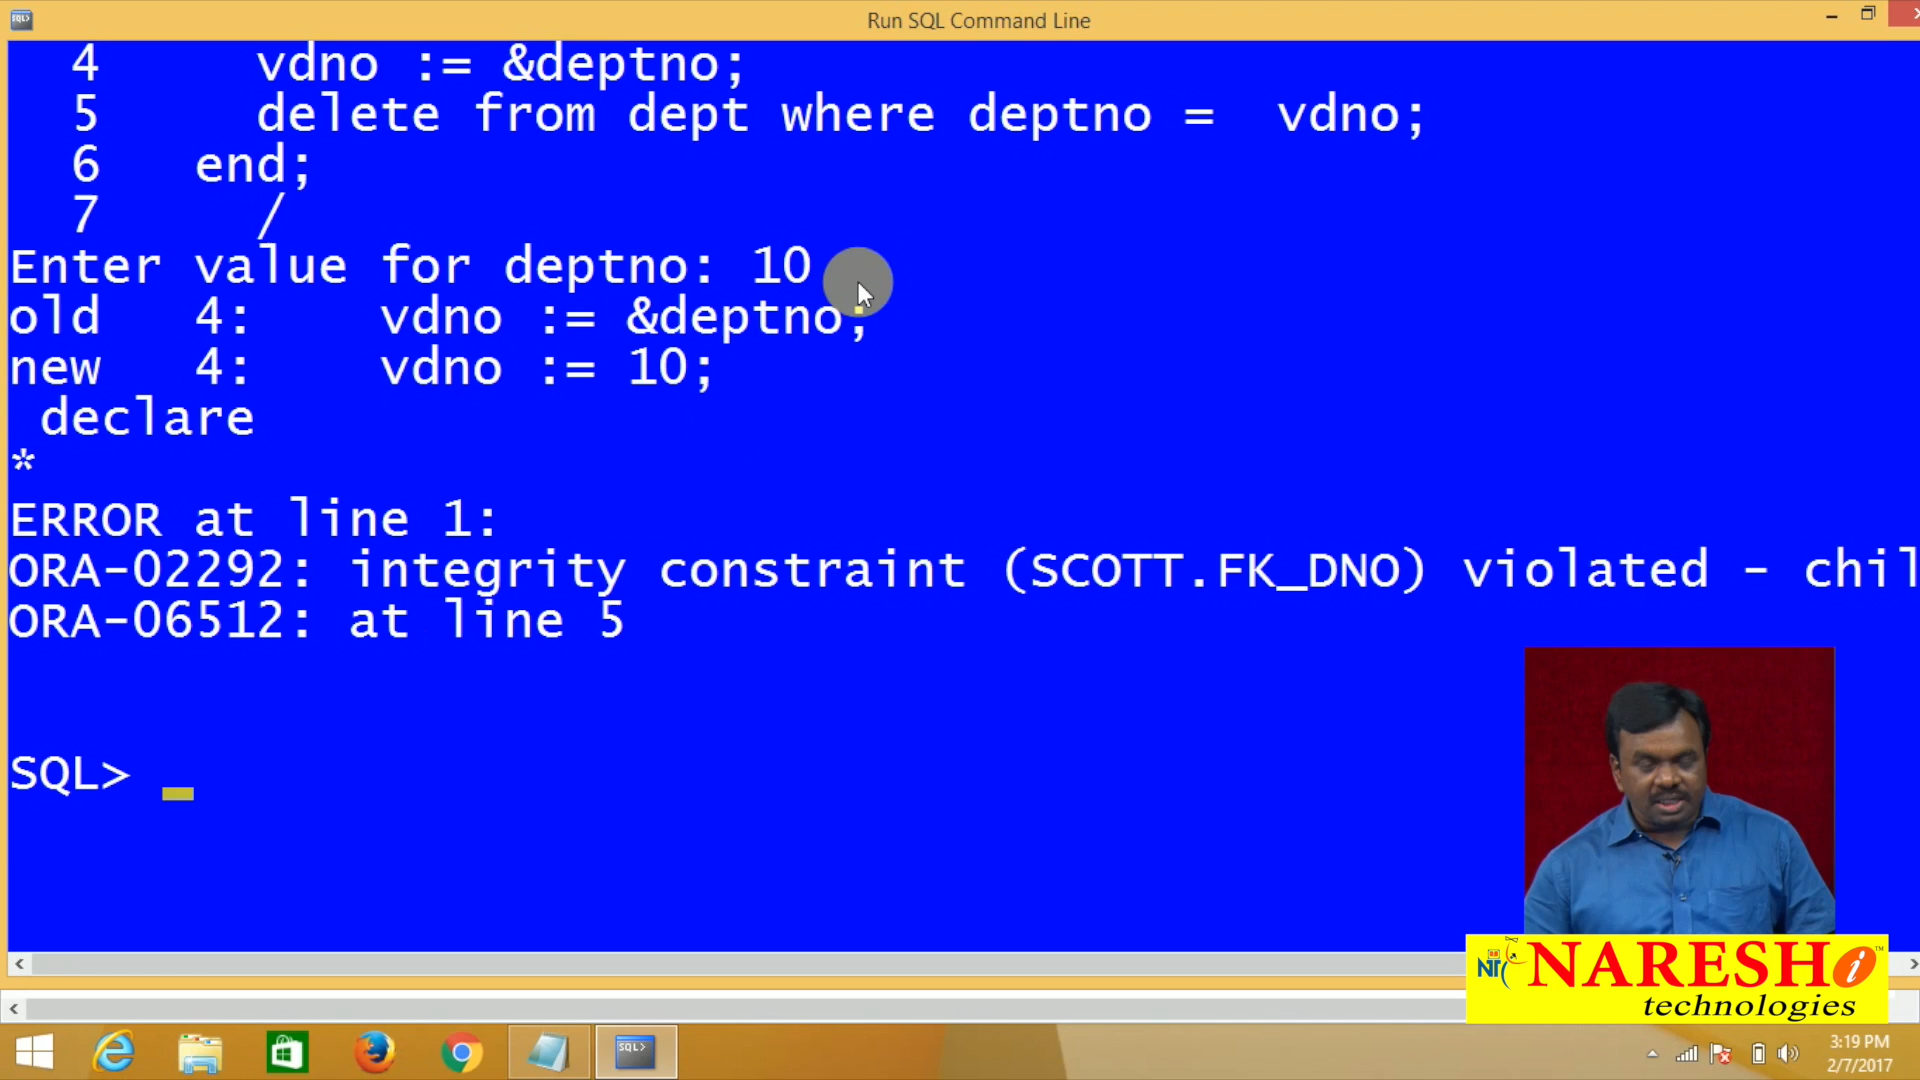 Run SQL Command Line
4 vdno := &deptno;
5 delete from dept where deptno = vdno;
6 end;
7 /
Enter value for deptno: 10
old 4: vdno := &deptno;
new 4: vdno := 10;
declare
*
ERROR at line 1:
ORA-02292: integrity constraint (SCOTT.FK_DNO) violated - chil
ORA-06512: at line 5
SQL>
NARESH i
technologies
3:19 PM
2/7/2017